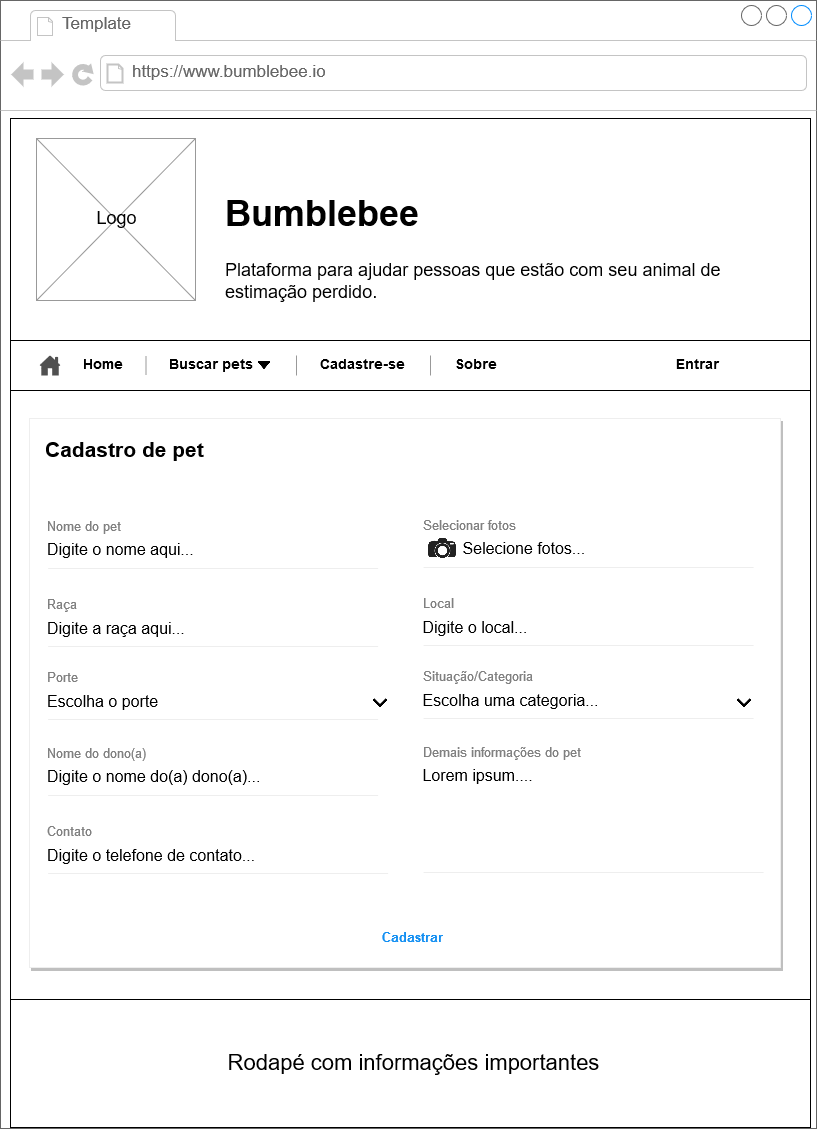 Template
https://www.bumblebee.io
Logo
Bumblebee
Plataforma para ajudar pessoas que estão com seu animal de
estimação perdido.
Home
Buscar pets
Cadastre-se
Sobre
Entrar
Cadastro de pet
Nome do pet
Digite o nome aqui...
Selecionar fotos
Selecione fotos...
Raça
Digite a raça aqui...
Local
Digite o local...
Porte
Escolha o porte
Situação/Categoria
Escolha uma categoria...
Nome do dono(a)
Digite o nome do(a) dono(a)...
Demais informações do pet
Lorem ipsum....
Contato
Digite o telefone de contato...
Cadastrar
Rodapé com informações importantes